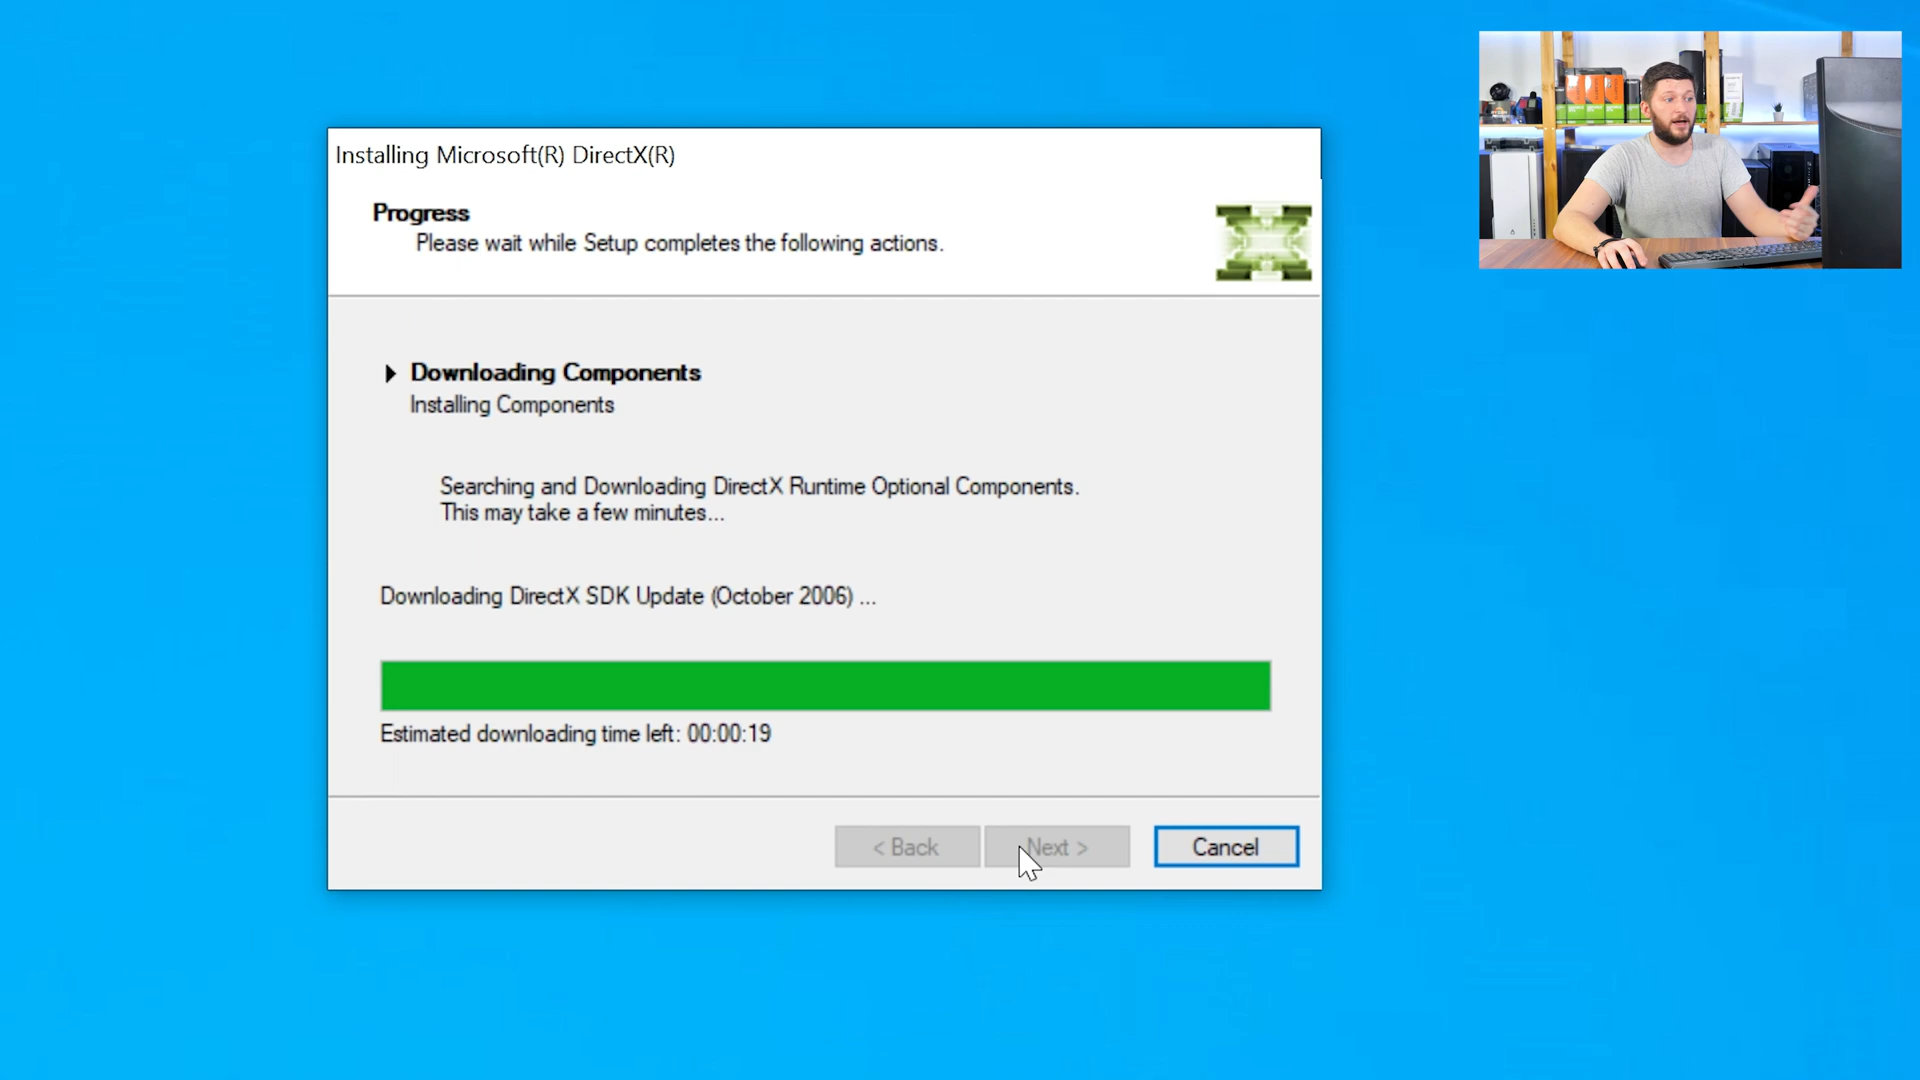 Installing Microsoft(R) DirectX(R)
Progress
Please wait while Setup completes the following actions.
Downloading Components
Installing Components
Searching and Downloading DirectX Runtime Optional Components.
This may take a few minutes...
Downloading DirectX SDK Update (October 2006) ...
Estimated downloading time left: 00:00:19
< Back
Next >
Cancel